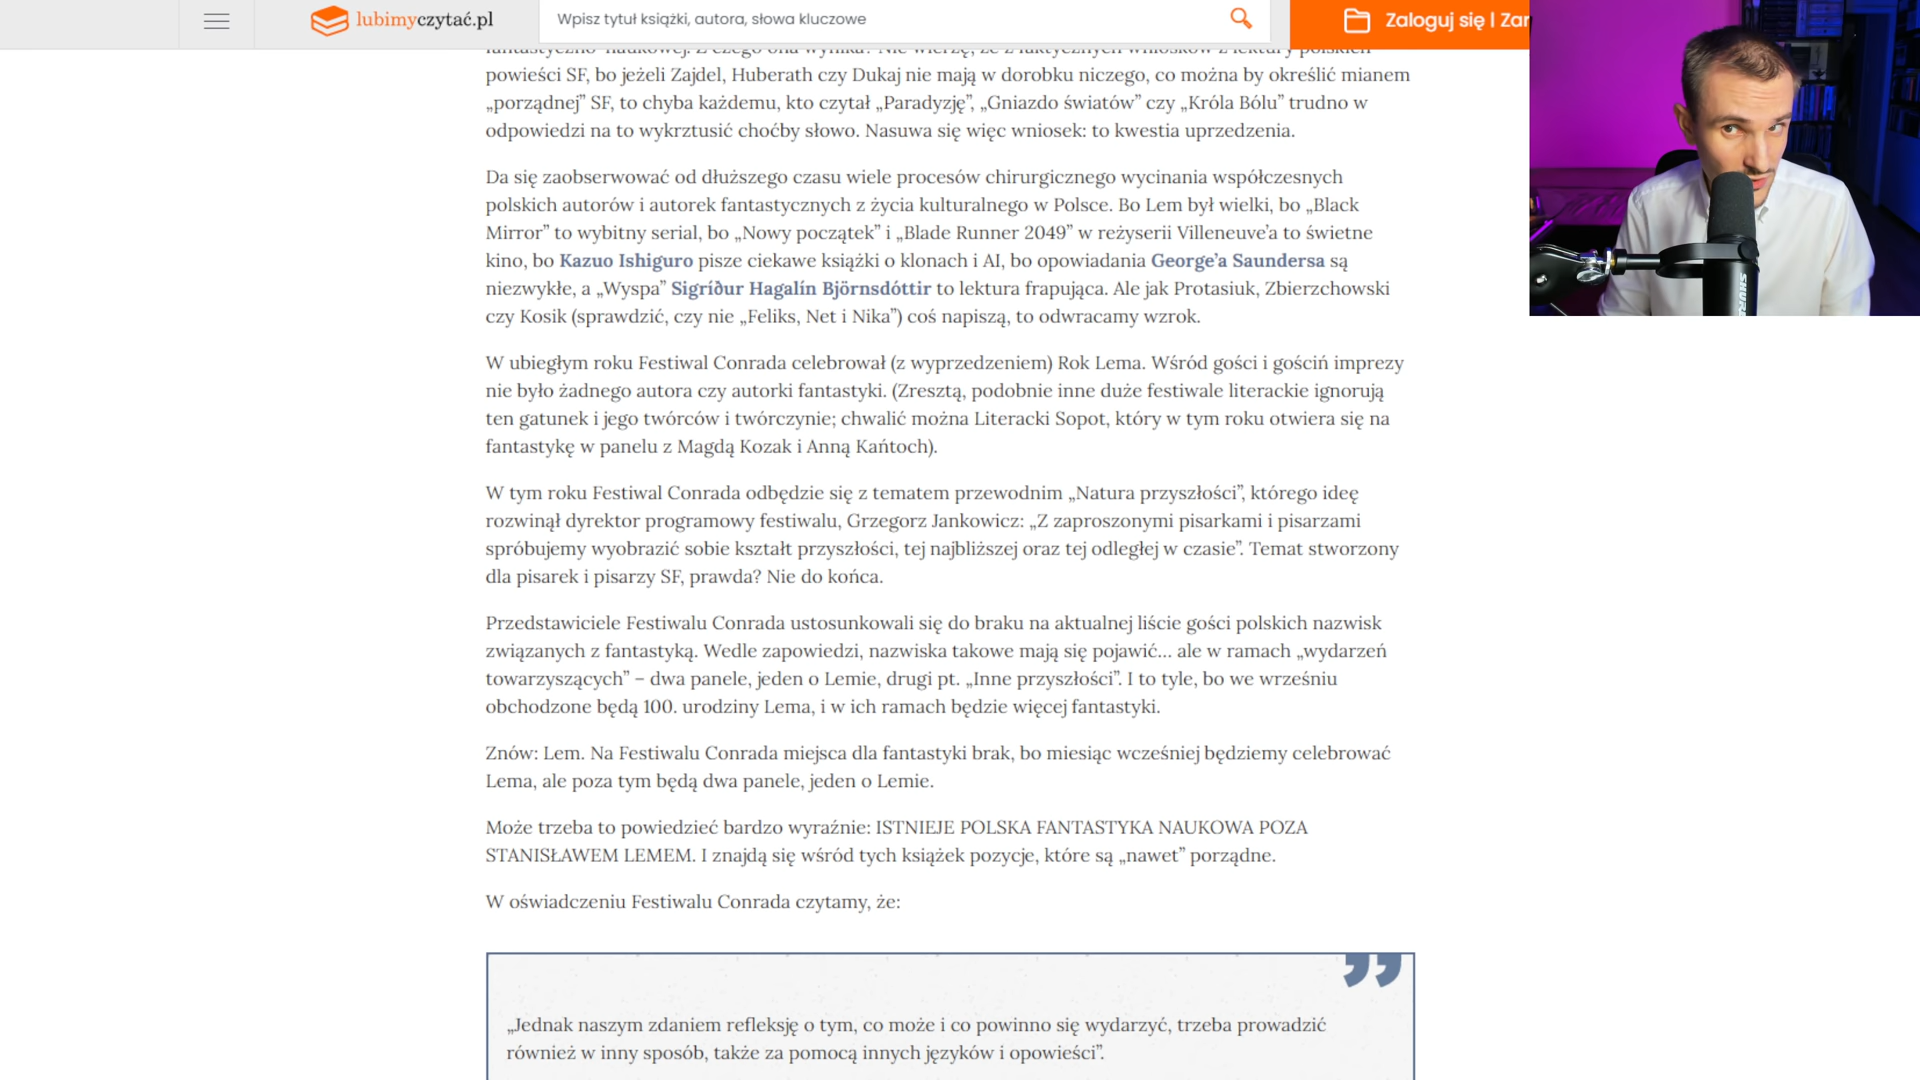 lubimyczytać.pl
Wpisz tytuł książki, autora, słowa kluczowe
Zaloguj się | Zar
fantastyczno-naukowej. Z czego ona wynika? Nie wierzę, że z faktycznych wniosków z lektury polskich
powieści SF, bo jeżeli Zajdel, Huberath czy Dukaj nie mają w dorobku niczego, co można by określić mianem
„porządnej” SF, to chyba każdemu, kto czytał „Paradyzję”, „Gniazdo światów” czy „Króla Bólu” trudno w
odpowiedzi na to wykrztusić choćby słowo. Nasuwa się więc wniosek: to kwestia uprzedzenia.
Da się zaobserwować od dłuższego czasu wiele procesów chirurgicznego wycinania współczesnych
polskich autorów i autorek fantastycznych z życia kulturalnego w Polsce. Bo Lem był wielki, bo „Black
Mirror” to wybitny serial, bo „Nowy początek” i „Blade Runner 2049” w reżyserii Villeneuve’a to świetne
kino, bo Kazuo Ishiguro pisze ciekawe książki o klonach i AI, bo opowiadania George’a Saundersa są
niezwykłe, a „Wyspa” Sigríður Hagalín Björnsdóttir to lektura frapująca. Ale jak Protasiuk, Zbierzchowski
czy Kosik (sprawdzić, czy nie „Feliks, Net i Nika”) coś napiszą, to odwracamy wzrok.
W ubiegłym roku Festiwal Conrada celebrował (z wyprzedzeniem) Rok Lema. Wśród gości i gościń imprezy
nie było żadnego autora czy autorki fantastyki. (Zresztą, podobnie inne duże festiwale literackie ignorują
ten gatunek i jego twórców i twórczynie; chwalić można Literacki Sopot, który w tym roku otwiera się na
fantastykę w panelu z Magdą Kozak i Anną Kańtoch).
W tym roku Festiwal Conrada odbędzie się z tematem przewodnim „Natura przyszłości”, którego ideę
rozwinął dyrektor programowy festiwalu, Grzegorz Jankowicz: „Z zaproszonymi pisarkami i pisarzami
spróbujemy wyobrazić sobie kształt przyszłości, tej najbliższej oraz tej odległej w czasie”. Temat stworzony
dla pisarek i pisarzy SF, prawda? Nie do końca.
Przedstawiciele Festiwalu Conrada ustosunkowali się do braku na aktualnej liście gości polskich nazwisk
związanych z fantastyką. Wedle zapowiedzi, nazwiska takowe mają się pojawić… ale w ramach „wydarzeń
towarzyszących” – dwa panele, jeden o Lemie, drugi pt. „Inne przyszłości”. I to tyle, bo we wrześniu
obchodzone będą 100. urodziny Lema, i w ich ramach będzie więcej fantastyki.
Znów: Lem. Na Festiwalu Conrada miejsca dla fantastyki brak, bo miesiąc wcześniej będziemy celebrować
Lema, ale poza tym będą dwa panele, jeden o Lemie.
Może trzeba to powiedzieć bardzo wyraźnie: ISTNIEJE POLSKA FANTASTYKA NAUKOWA POZA
STANISŁAWEM LEMEM. I znajdą się wśród tych książek pozycje, które są „nawet” porządne.
W oświadczeniu Festiwalu Conrada czytamy, że:
„Jednak naszym zdaniem refleksję o tym, co może i co powinno się wydarzyć, trzeba prowadzić
również w inny sposób, także za pomocą innych języków i opowieści”.
SHURE